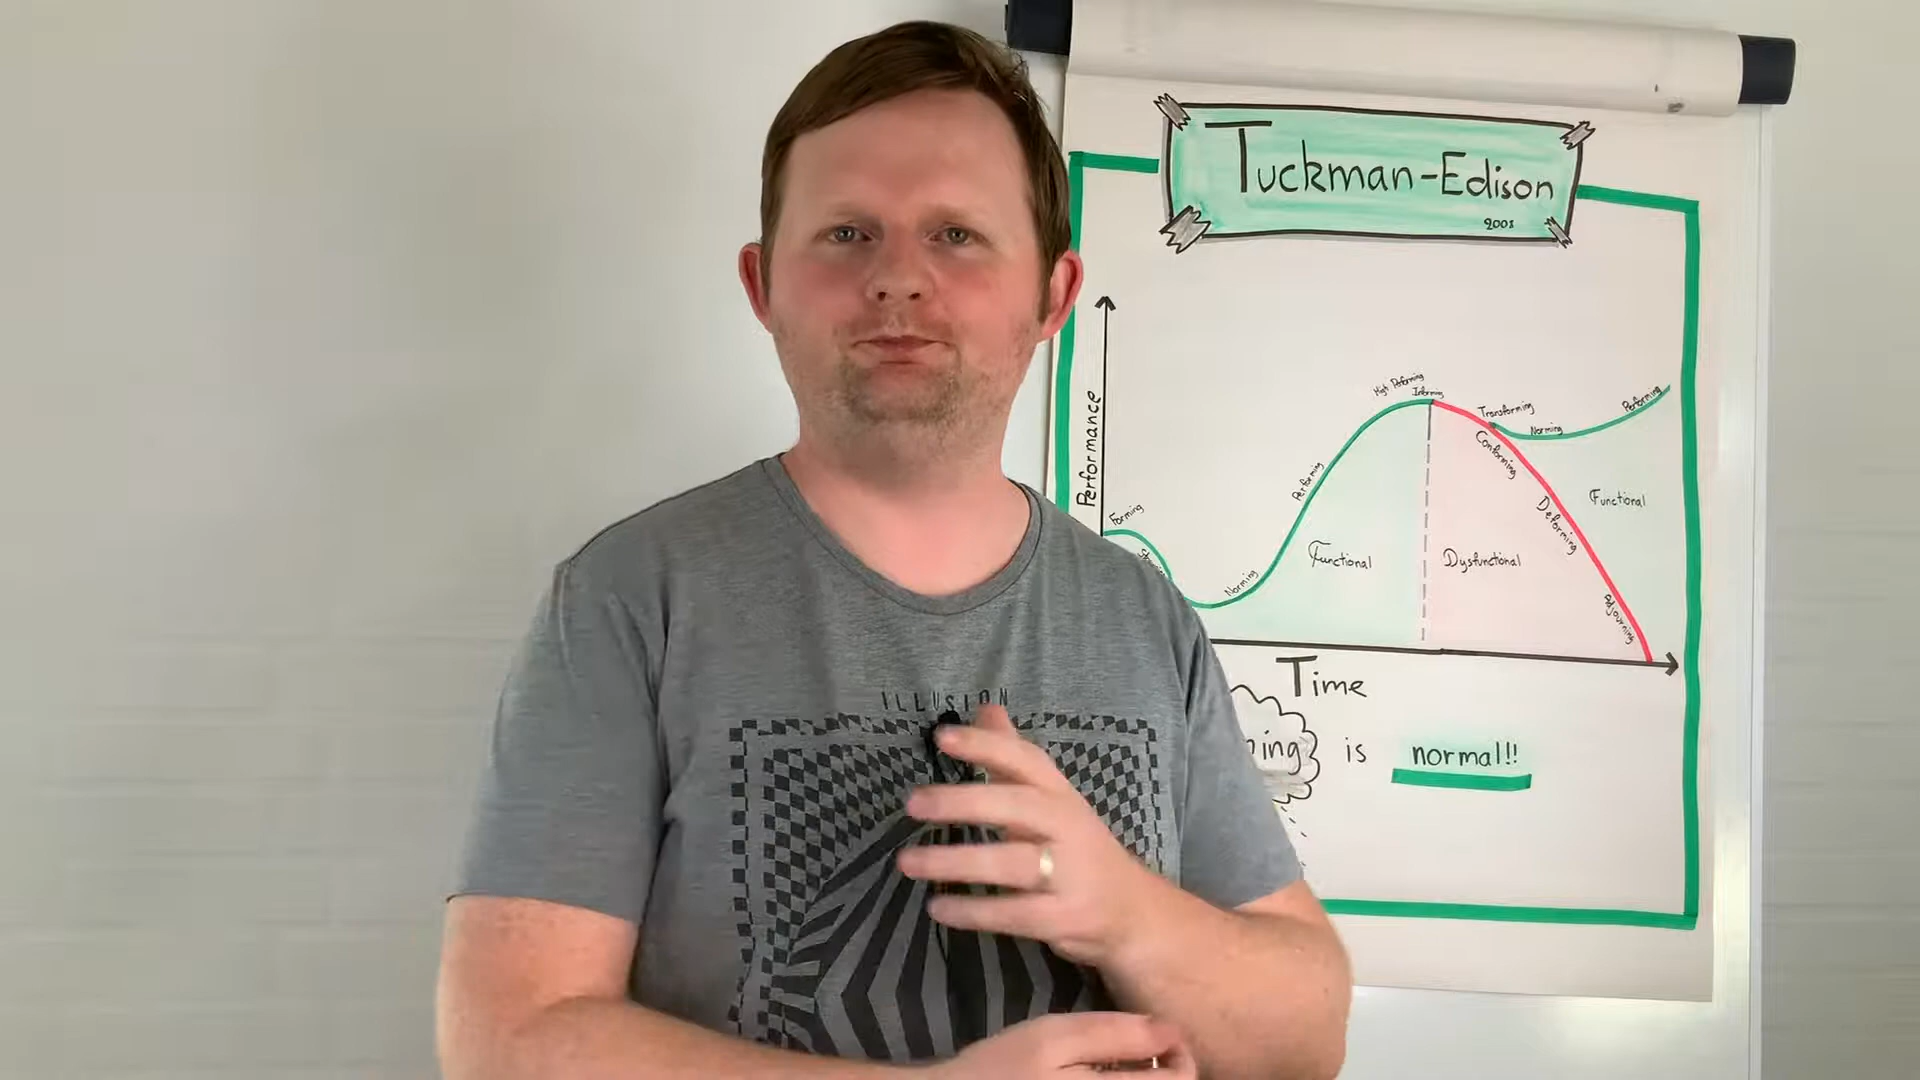 Tuckman-Edison
2008
Performance
Forming
Norming
Performing
High Performing
Informing
Transforming
Norming
Performing
Conforming
Deforming
Adjourning
Functional
Dysfunctional
Functional
Time
is normal!!
ILLUSION